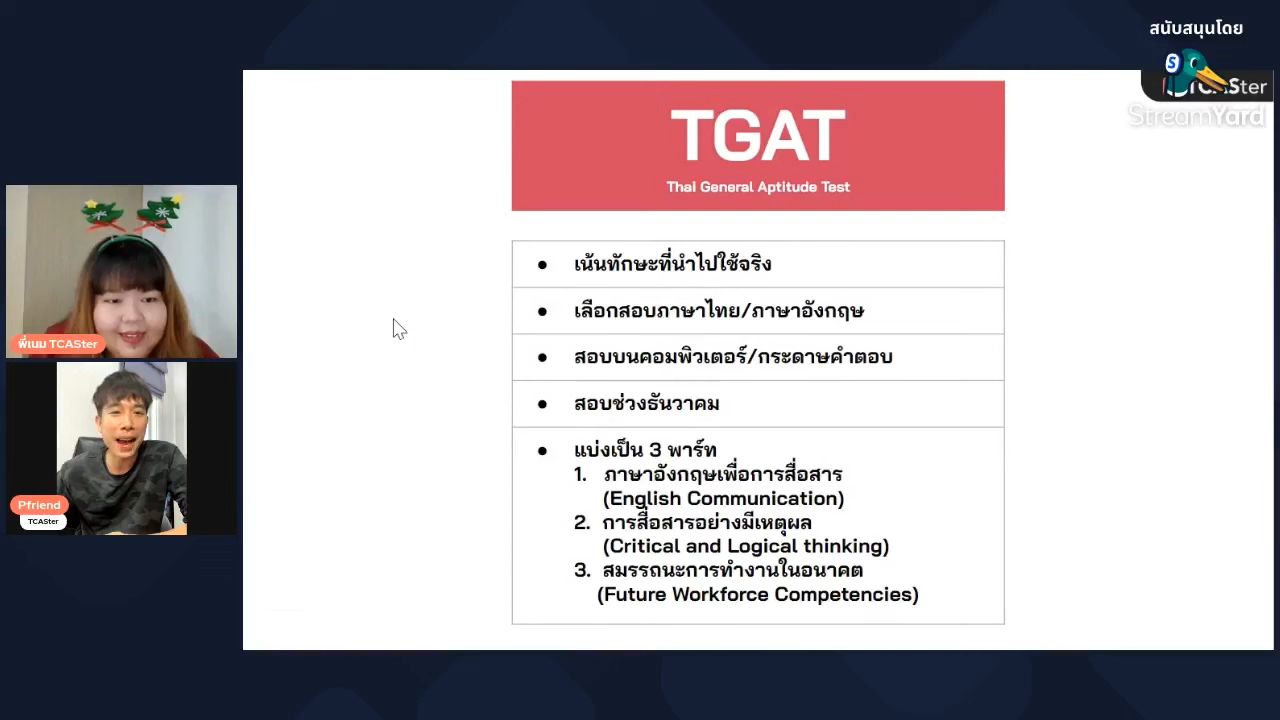 สนับสนุนโดย
S
StreamYard
TGAT
Thai General Aptitude Test
● เน้นทักษะที่นำไปใช้จริง
● เลือกสอบภาษาไทย/ภาษาอังกฤษ
● สอบบนคอมพิวเตอร์/กระดาษคำตอบ
● สอบช่วงธันวาคม
● แบ่งเป็น 3 พาร์ท
1. ภาษาอังกฤษเพื่อการสื่อสาร
(English Communication)
2. การสื่อสารอย่างมีเหตุผล
(Critical and Logical thinking)
3. สมรรถนะการทำงานในอนาคต
(Future Workforce Competencies)
พี่เนม TCASter
Pfriend
TCASter